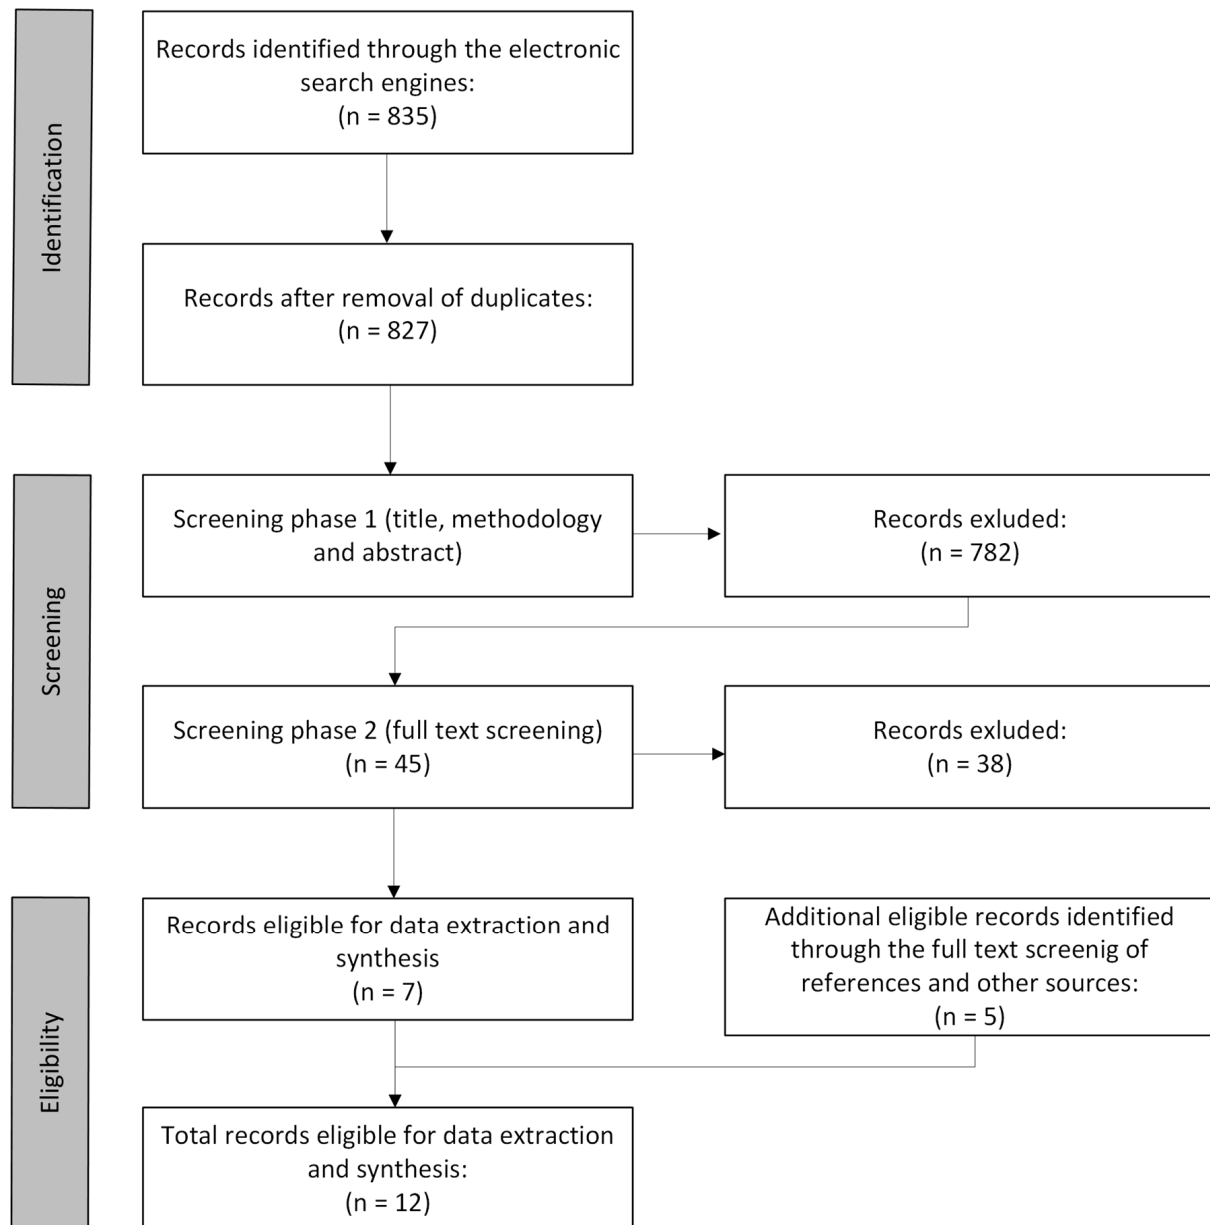 Identification
Records identified through the electronic
search engines:
(n = 835)
Records after removal of duplicates:
(n = 827)
Screening
Screening phase 1 (title, methodology
and abstract)
Records exluded:
(n = 782)
Screening phase 2 (full text screening)
(n = 45)
Records exluded:
(n = 38)
Eligibility
Records eligible for data extraction and
synthesis
(n = 7)
Additional eligible records identified
through the full text screenig of
references and other sources:
(n = 5)
Total records eligible for data extraction
and synthesis:
(n = 12)